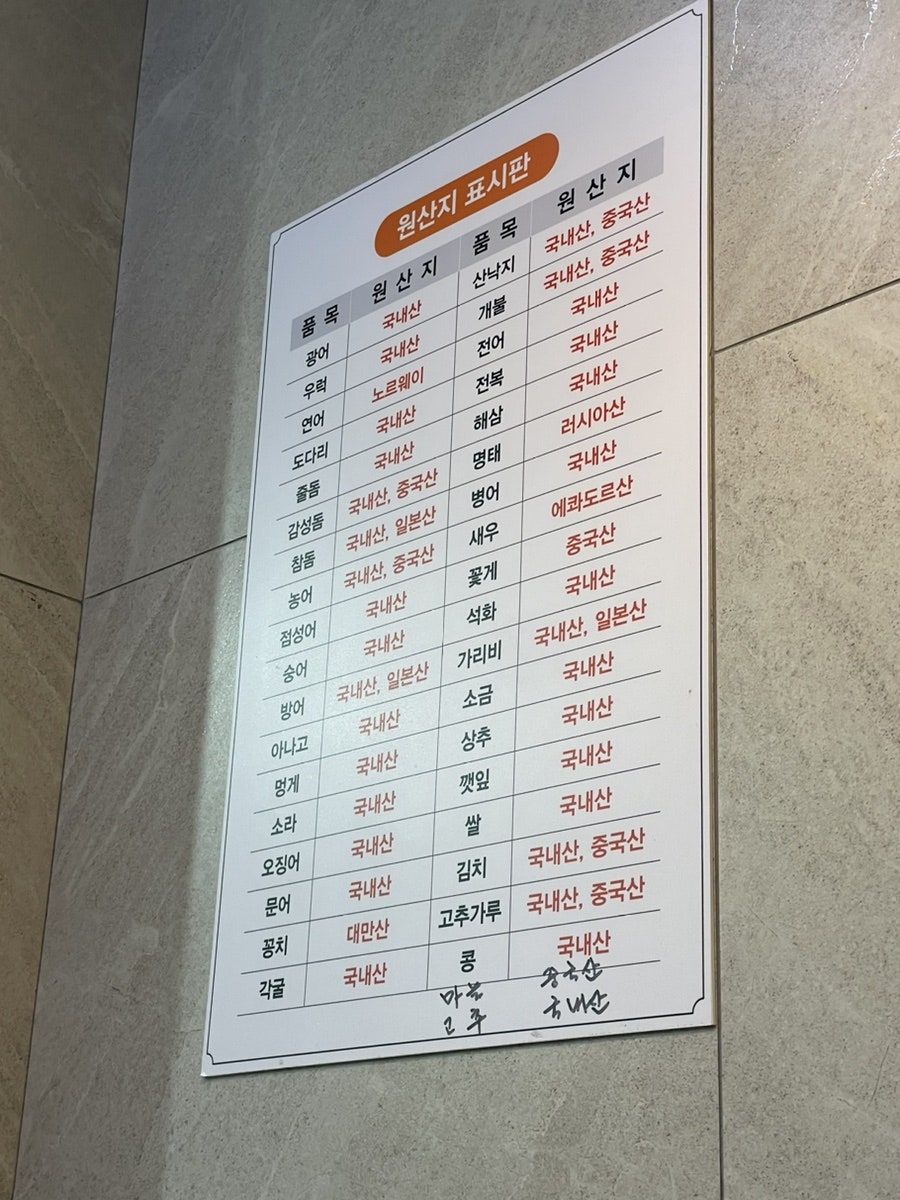 원산지 표시판
품목 원산지 품목 원산지
광어 국내산 산낙지 국내산, 중국산
우럭 국내산 개불 국내산, 중국산
연어 노르웨이 전어 국내산
도다리 국내산 전복 국내산
줄돔 국내산 해삼 국내산
감성돔 국내산, 중국산 명태 러시아산
참돔 국내산, 일본산 병어 국내산
농어 국내산, 중국산 새우 에콰도르산
점성어 국내산 꽃게 중국산
숭어 국내산 석화 국내산
방어 국내산, 일본산 가리비 국내산, 일본산
아나고 국내산 소금 국내산
멍게 국내산 상추 국내산
소라 국내산 깻잎 국내산
오징어 국내산 쌀 국내산
문어 국내산 김치 국내산, 중국산
꽁치 대만산 고추가루 국내산, 중국산
각굴 국내산 콩 국내산
마늘 중국산
고추 국내산